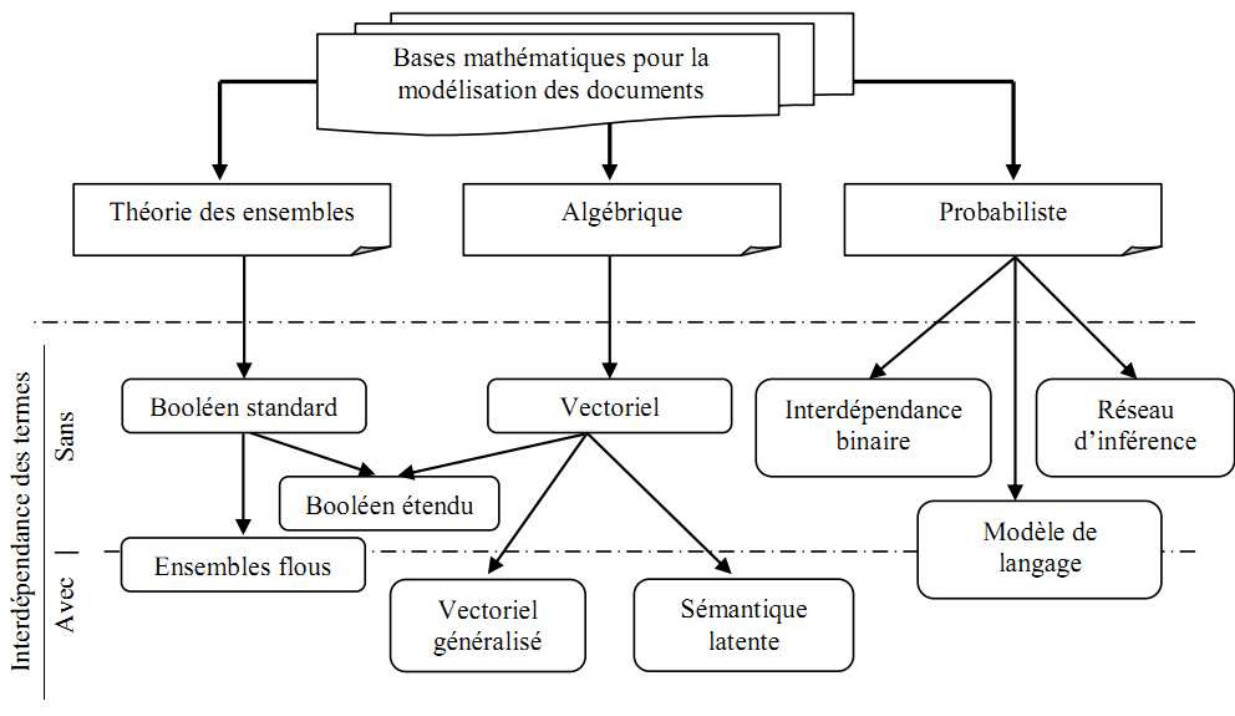 Bases mathématiques pour la
modélisation des documents
Théorie des ensembles
Algébrique
Probabiliste
Interdépendance des termes
Sans
Avec
Booléen standard
Vectoriel
Interdépendance
binaire
Réseau
d’inférence
Booléen étendu
Modèle de
langage
Ensembles flous
Vectoriel
généralisé
Sémantique
latente